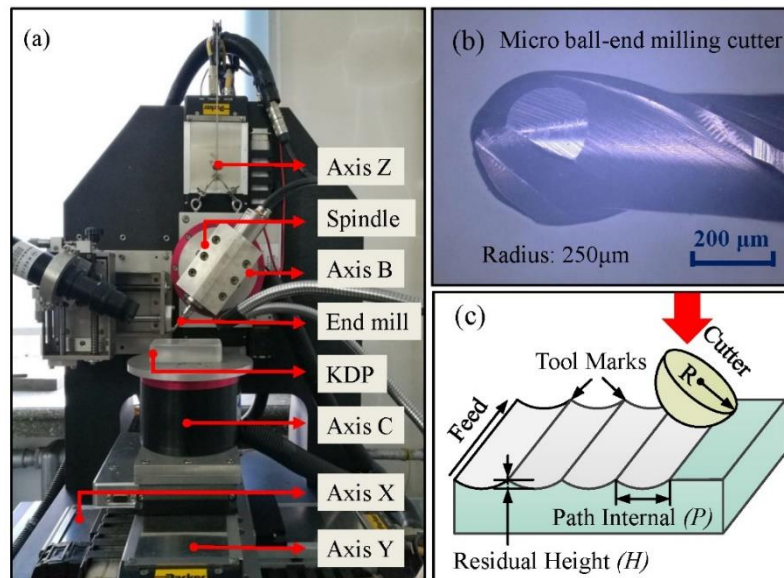 (a)
Axis Z
Spindle
Axis B
End mill
KDP
Axis C
Axis X
Axis Y
Parker
(b) Micro ball-end milling cutter
Radius: 250μm
200 μm
(c)
Tool Marks
Cutter
R
Feed
Path Internal (P)
Residual Height (H)